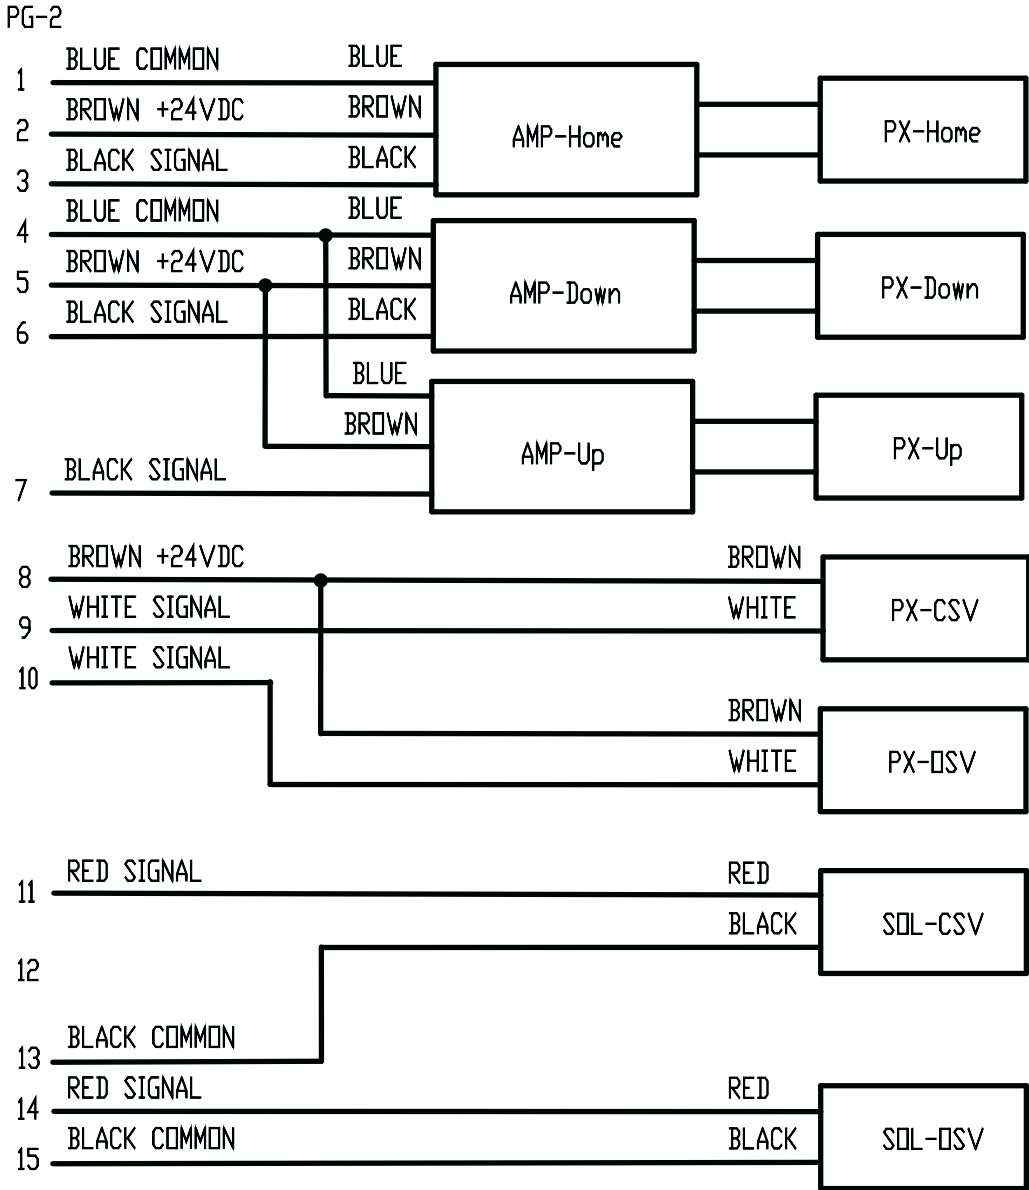 PG-2
BLUE COMMON BLUE
1
BROWN +24VDC BROWN
2 AMP-Home PX-Home
BLACK SIGNAL BLACK
3
BLUE COMMON BLUE
4
BROWN +24VDC BROWN
5 AMP-Down PX-Down
BLACK SIGNAL BLACK
6
BLUE
BROWN
AMP-Up PX-Up
BLACK SIGNAL
7
BROWN +24VDC BROWN
8
WHITE SIGNAL WHITE PX-CSV
9
WHITE SIGNAL
10
BROWN
WHITE PX-OSV
RED SIGNAL RED
11
BLACK SOL-CSV
12
BLACK COMMON
13
RED SIGNAL RED
14
BLACK COMMON BLACK SOL-OSV
15